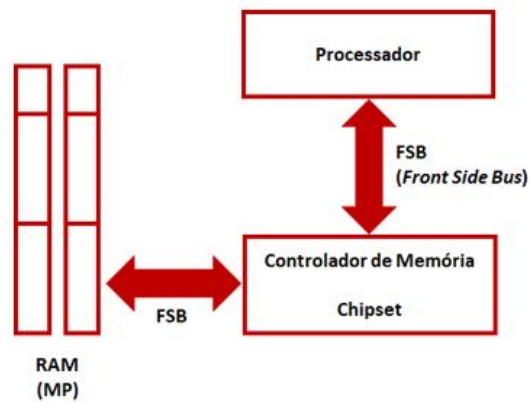 Processador
FSB
(Front Side Bus)
Controlador de Memória
Chipset
FSB
RAM
(MP)